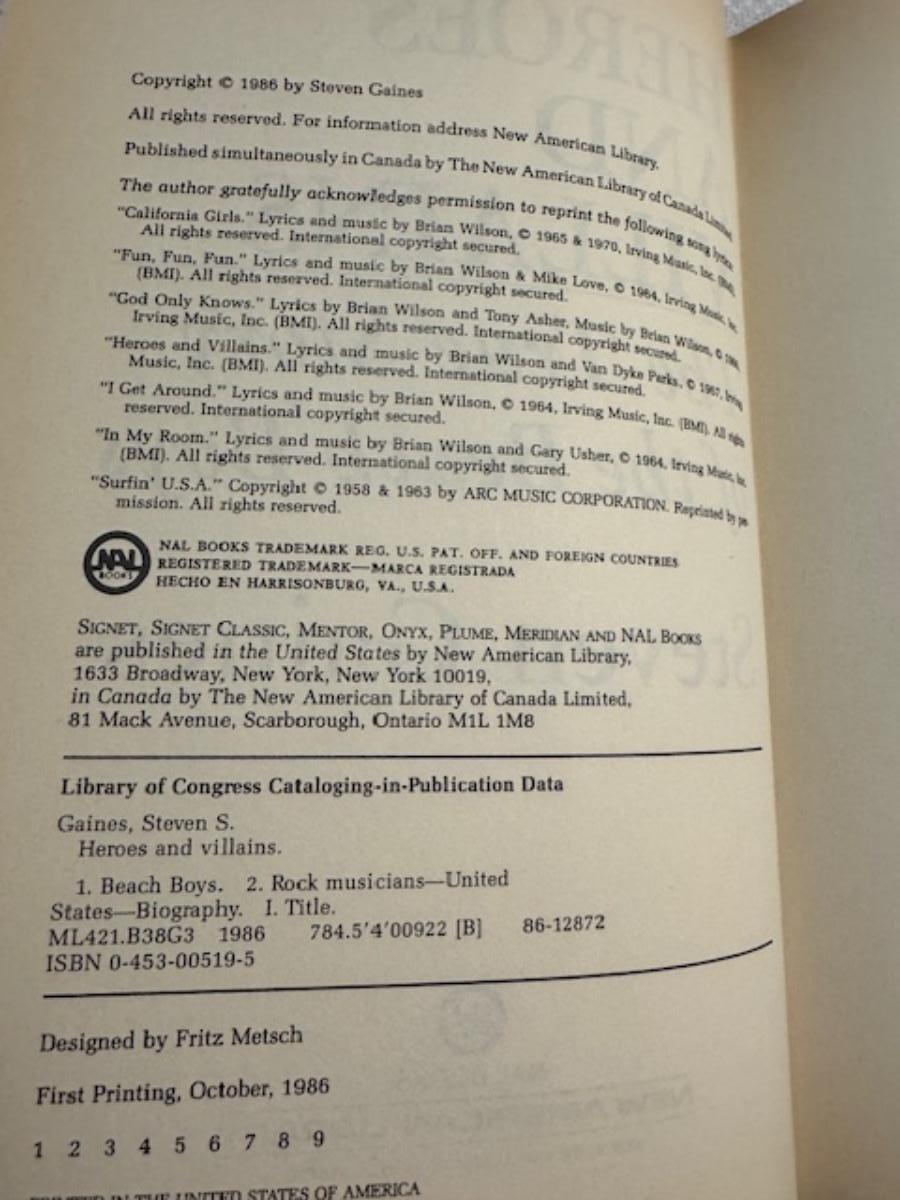 Copyright © 1986 by Steven Gaines
All rights reserved. For information address New American Library.
Published simultaneously in Canada by The New American Library of Canada Limited.
The author gratefully acknowledges permission to reprint the following song lyrics:
"California Girls." Lyrics and music by Brian Wilson, © 1965 & 1970, Irving Music, Inc. (BMI).
All rights reserved. International copyright secured.
"Fun, Fun, Fun." Lyrics and music by Brian Wilson & Mike Love, © 1964, Irving Music, Inc.
(BMI). All rights reserved. International copyright secured.
"God Only Knows." Lyrics by Brian Wilson and Tony Asher, Music by Brian Wilson, ©
Irving Music, Inc. (BMI). All rights reserved. International copyright secured.
"Heroes and Villains." Lyrics and music by Brian Wilson and Van Dyke Parks, © 1967, Irving
Music, Inc. (BMI). All rights reserved. International copyright secured.
"I Get Around." Lyrics and music by Brian Wilson, © 1964, Irving Music, Inc. (BMI). All rights
reserved. International copyright secured.
"In My Room." Lyrics and music by Brian Wilson and Gary Usher, © 1964, Irving Music, Inc.
(BMI). All rights reserved. International copyright secured.
"Surfin' U.S.A." Copyright © 1958 & 1963 by ARC MUSIC CORPORATION. Reprinted by per-
mission. All rights reserved.
NAL BOOKS
NAL BOOKS TRADEMARK REG. U.S. PAT. OFF. AND FOREIGN COUNTRIES
REGISTERED TRADEMARK—MARCA REGISTRADA
HECHO EN HARRISONBURG, VA., U.S.A.
SIGNET, SIGNET CLASSIC, MENTOR, ONYX, PLUME, MERIDIAN AND NAL BOOKS
are published in the United States by New American Library,
1633 Broadway, New York, New York 10019,
in Canada by The New American Library of Canada Limited,
81 Mack Avenue, Scarborough, Ontario M1L 1M8
Library of Congress Cataloging-in-Publication Data
Gaines, Steven S.
Heroes and villains.
1. Beach Boys. 2. Rock musicians—United
States—Biography. I. Title.
ML421.B38G3 1986 784.5'4'00922 [B] 86-12872
ISBN 0-453-00519-5
Designed by Fritz Metsch
First Printing, October, 1986
1 2 3 4 5 6 7 8 9
PRINTED IN THE UNITED STATES OF AMERICA